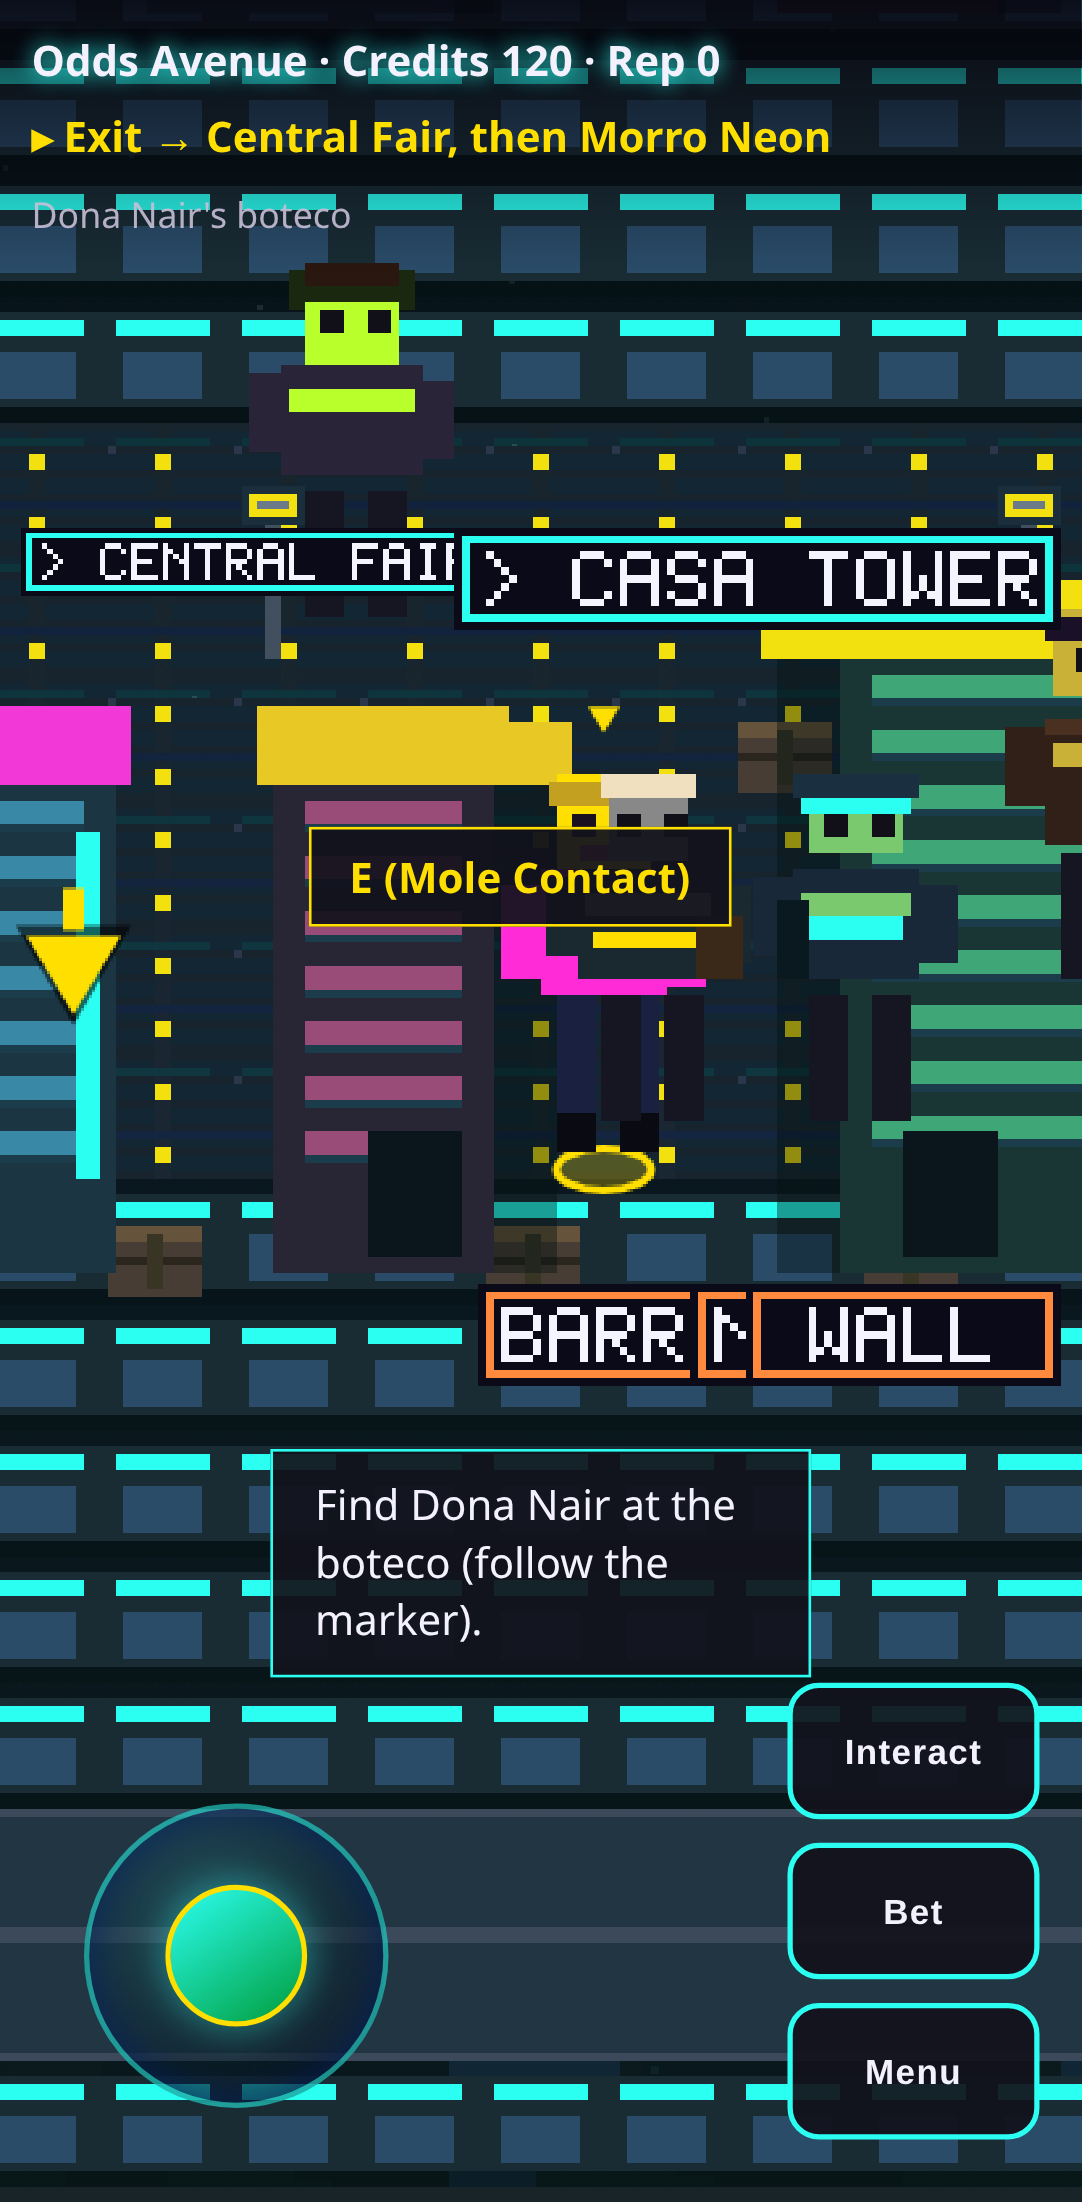 Odds Avenue · Credits 120 · Rep 0
▸ Exit → Central Fair, then Morro Neon
Dona Nair's boteco
> CENTRAL FAIR
> CASA TOWER
E (Mole Contact)
BARR
WALL
Find Dona Nair at the
boteco (follow the
marker).
Interact
Bet
Menu